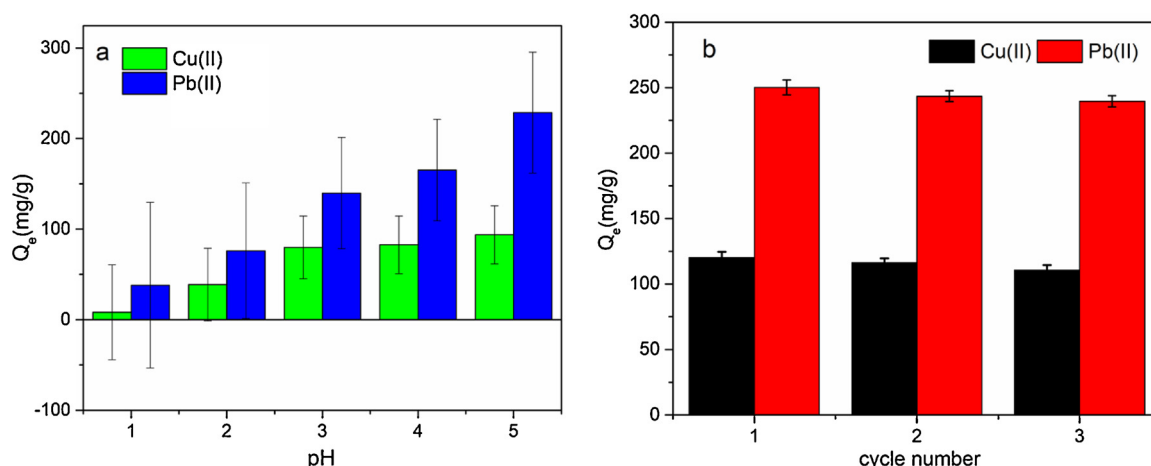 a
Cu(II)
Pb(II)
300
200
100
0
-100
Qe(mg/g)
1 2 3 4 5
pH
b
Cu(II) Pb(II)
300
250
200
150
100
50
0
Qe(mg/g)
1 2 3
cycle number